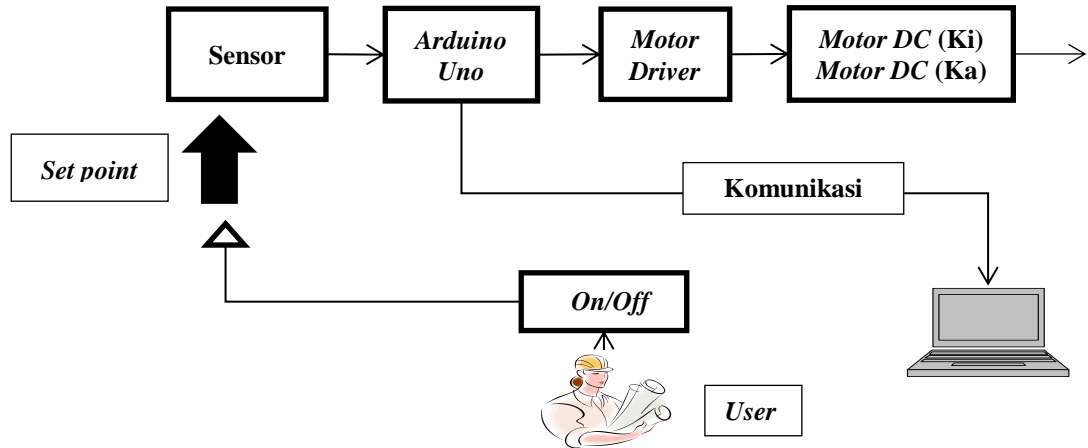 Sensor
Arduino
Uno
Motor
Driver
Motor DC (Ki)
Motor DC (Ka)
Set point
Komunikasi
On/Off
User